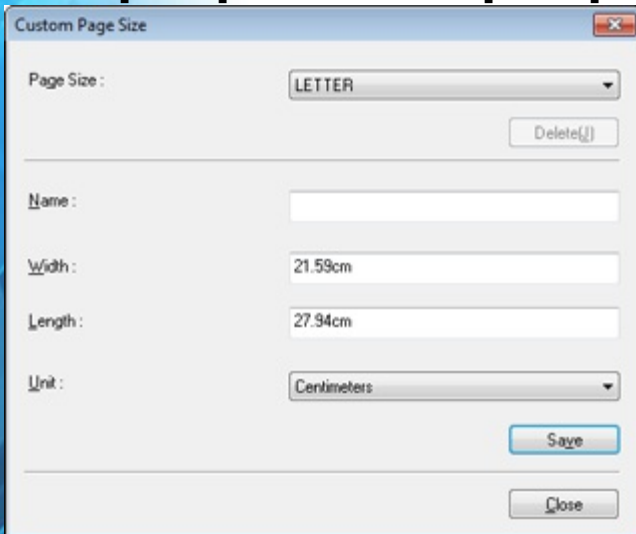 Custom Page Size
Page Size :
LETTER
Delete(J)
Name :
Width :
21.59cm
Length :
27.94cm
Unit :
Centimeters
Save
Close